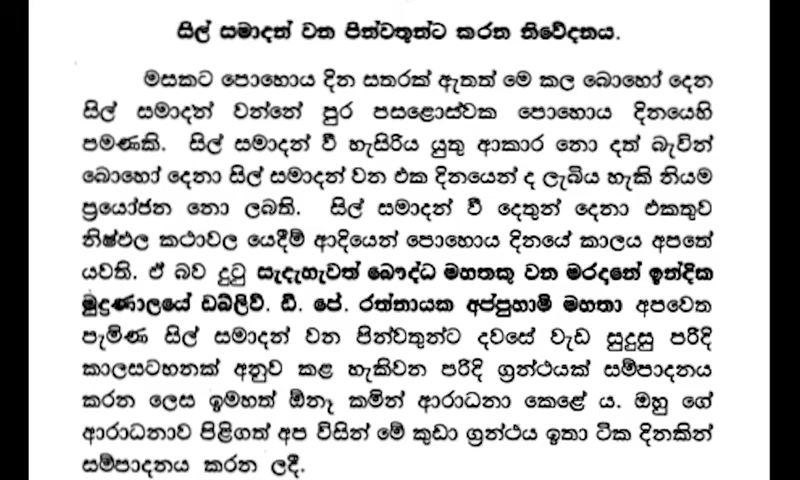 සිල් සමාදන් වන පින්වතුන්ට කරන නිවේදනය.
මසකට පොහොය දින සතරක් ඇතත් මේ කල බොහෝ දෙන
සිල් සමාදන් වන්නේ පුර පසළොස්වක පොහොය දිනයෙහි
පමණකි. සිල් සමාදන් වී හැසිරිය යුතු ආකාර නො දත් බැවින්
බොහෝ දෙනා සිල් සමාදන් වන එක දිනයෙන් ද ලැබිය හැකි නියම
ප්‍රයෝජන නො ලබති. සිල් සමාදන් වී දෙතුන් දෙනා එකතුව
නිෂ්ඵල කථාවල යෙදීම් ආදියෙන් පොහොය දිනයේ කාලය අපතේ
යවති. ඒ බව දුටු සැදැහැවත් බෞද්ධ මහතකු වන මරදානේ ඉන්දික
මුද්‍රණාලයේ ඩබ්ලිව්. ඩී. පේ. රත්නායක අප්පුහාමි මහතා අපවෙත
පැමිණ සිල් සමාදන් වන පින්වතුන්ට දවසේ වැඩ සුදුසු පරිදි
කාලසටහනක් අනුව කළ හැකිවන පරිදි ග්‍රන්ථයක් සම්පාදනය
කරන ලෙස ඉමහත් ඕනෑ කමින් ආරාධනා කෙළේ ය. ඔහු ගේ
ආරාධනාව පිළිගත් අප විසින් මේ කුඩා ග්‍රන්ථය ඉතා ටික දිනකින්
සම්පාදනය කරන ලදී.